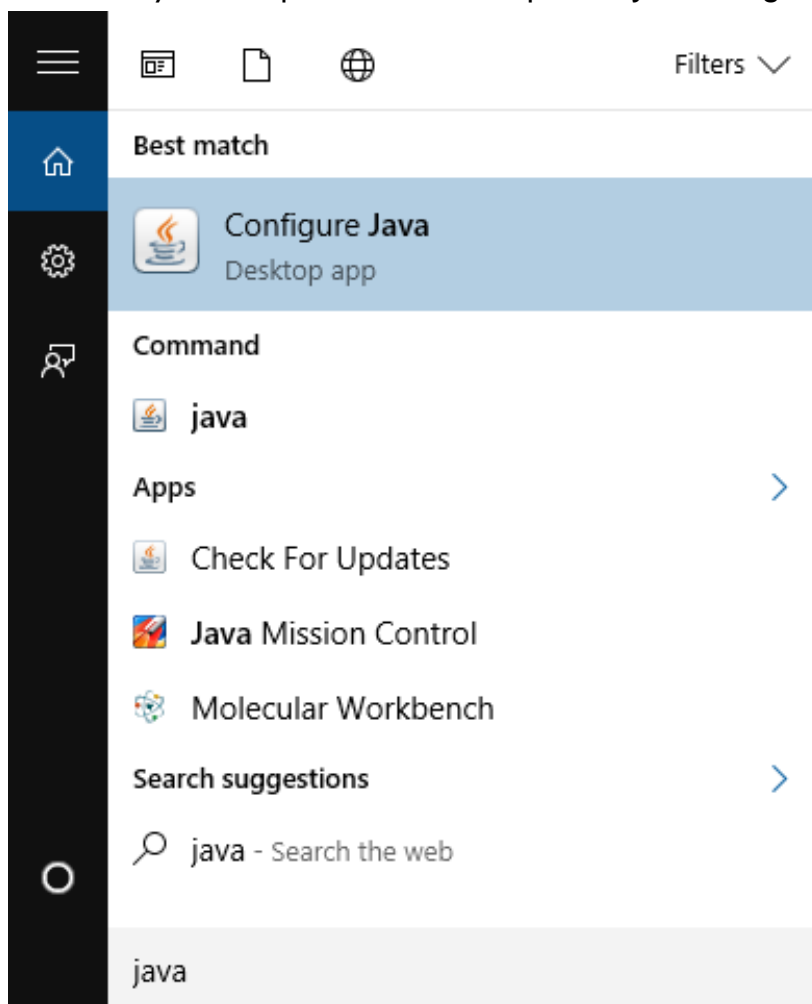 Filters
Best match
Configure Java
Desktop app
Command
java
Apps
Check For Updates
Java Mission Control
Molecular Workbench
Search suggestions
java - Search the web
java